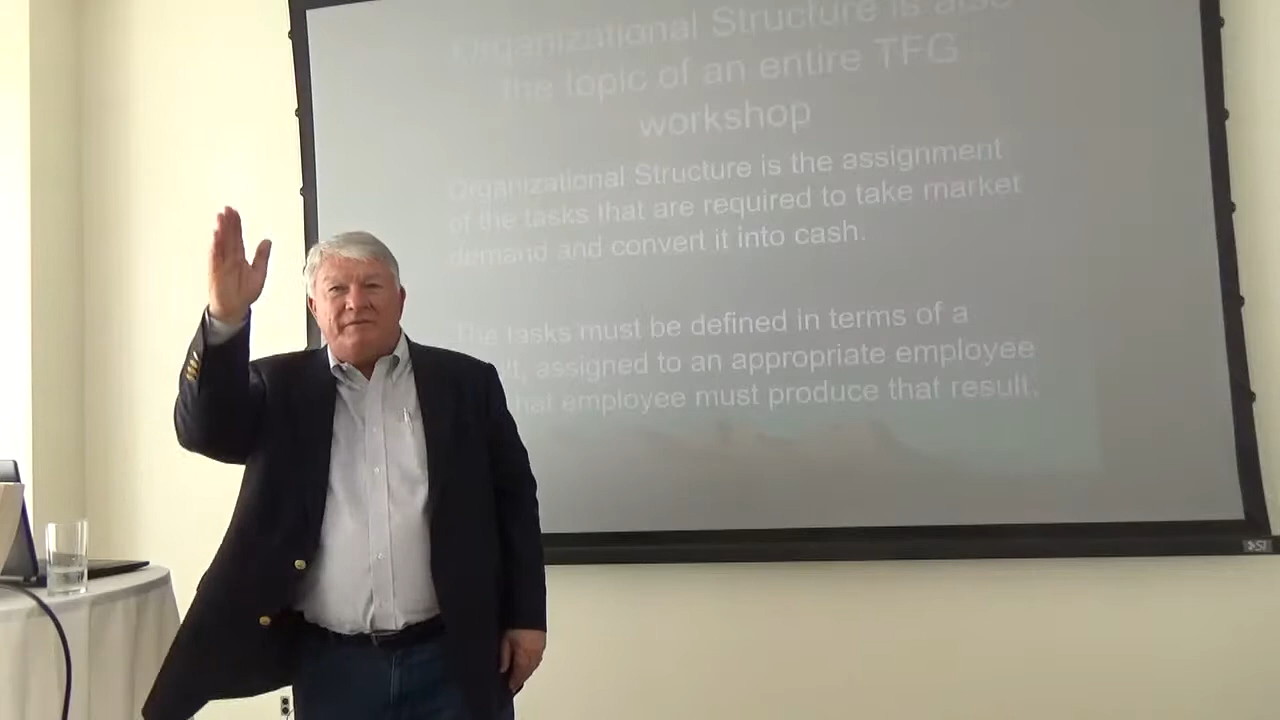 Organizational Structure is also
the topic of an entire TFG
workshop
Organizational Structure is the assignment
of the tasks that are required to take market
demand and convert it into cash.
The tasks must be defined in terms of a
assigned to an appropriate employee
that employee must produce that result.